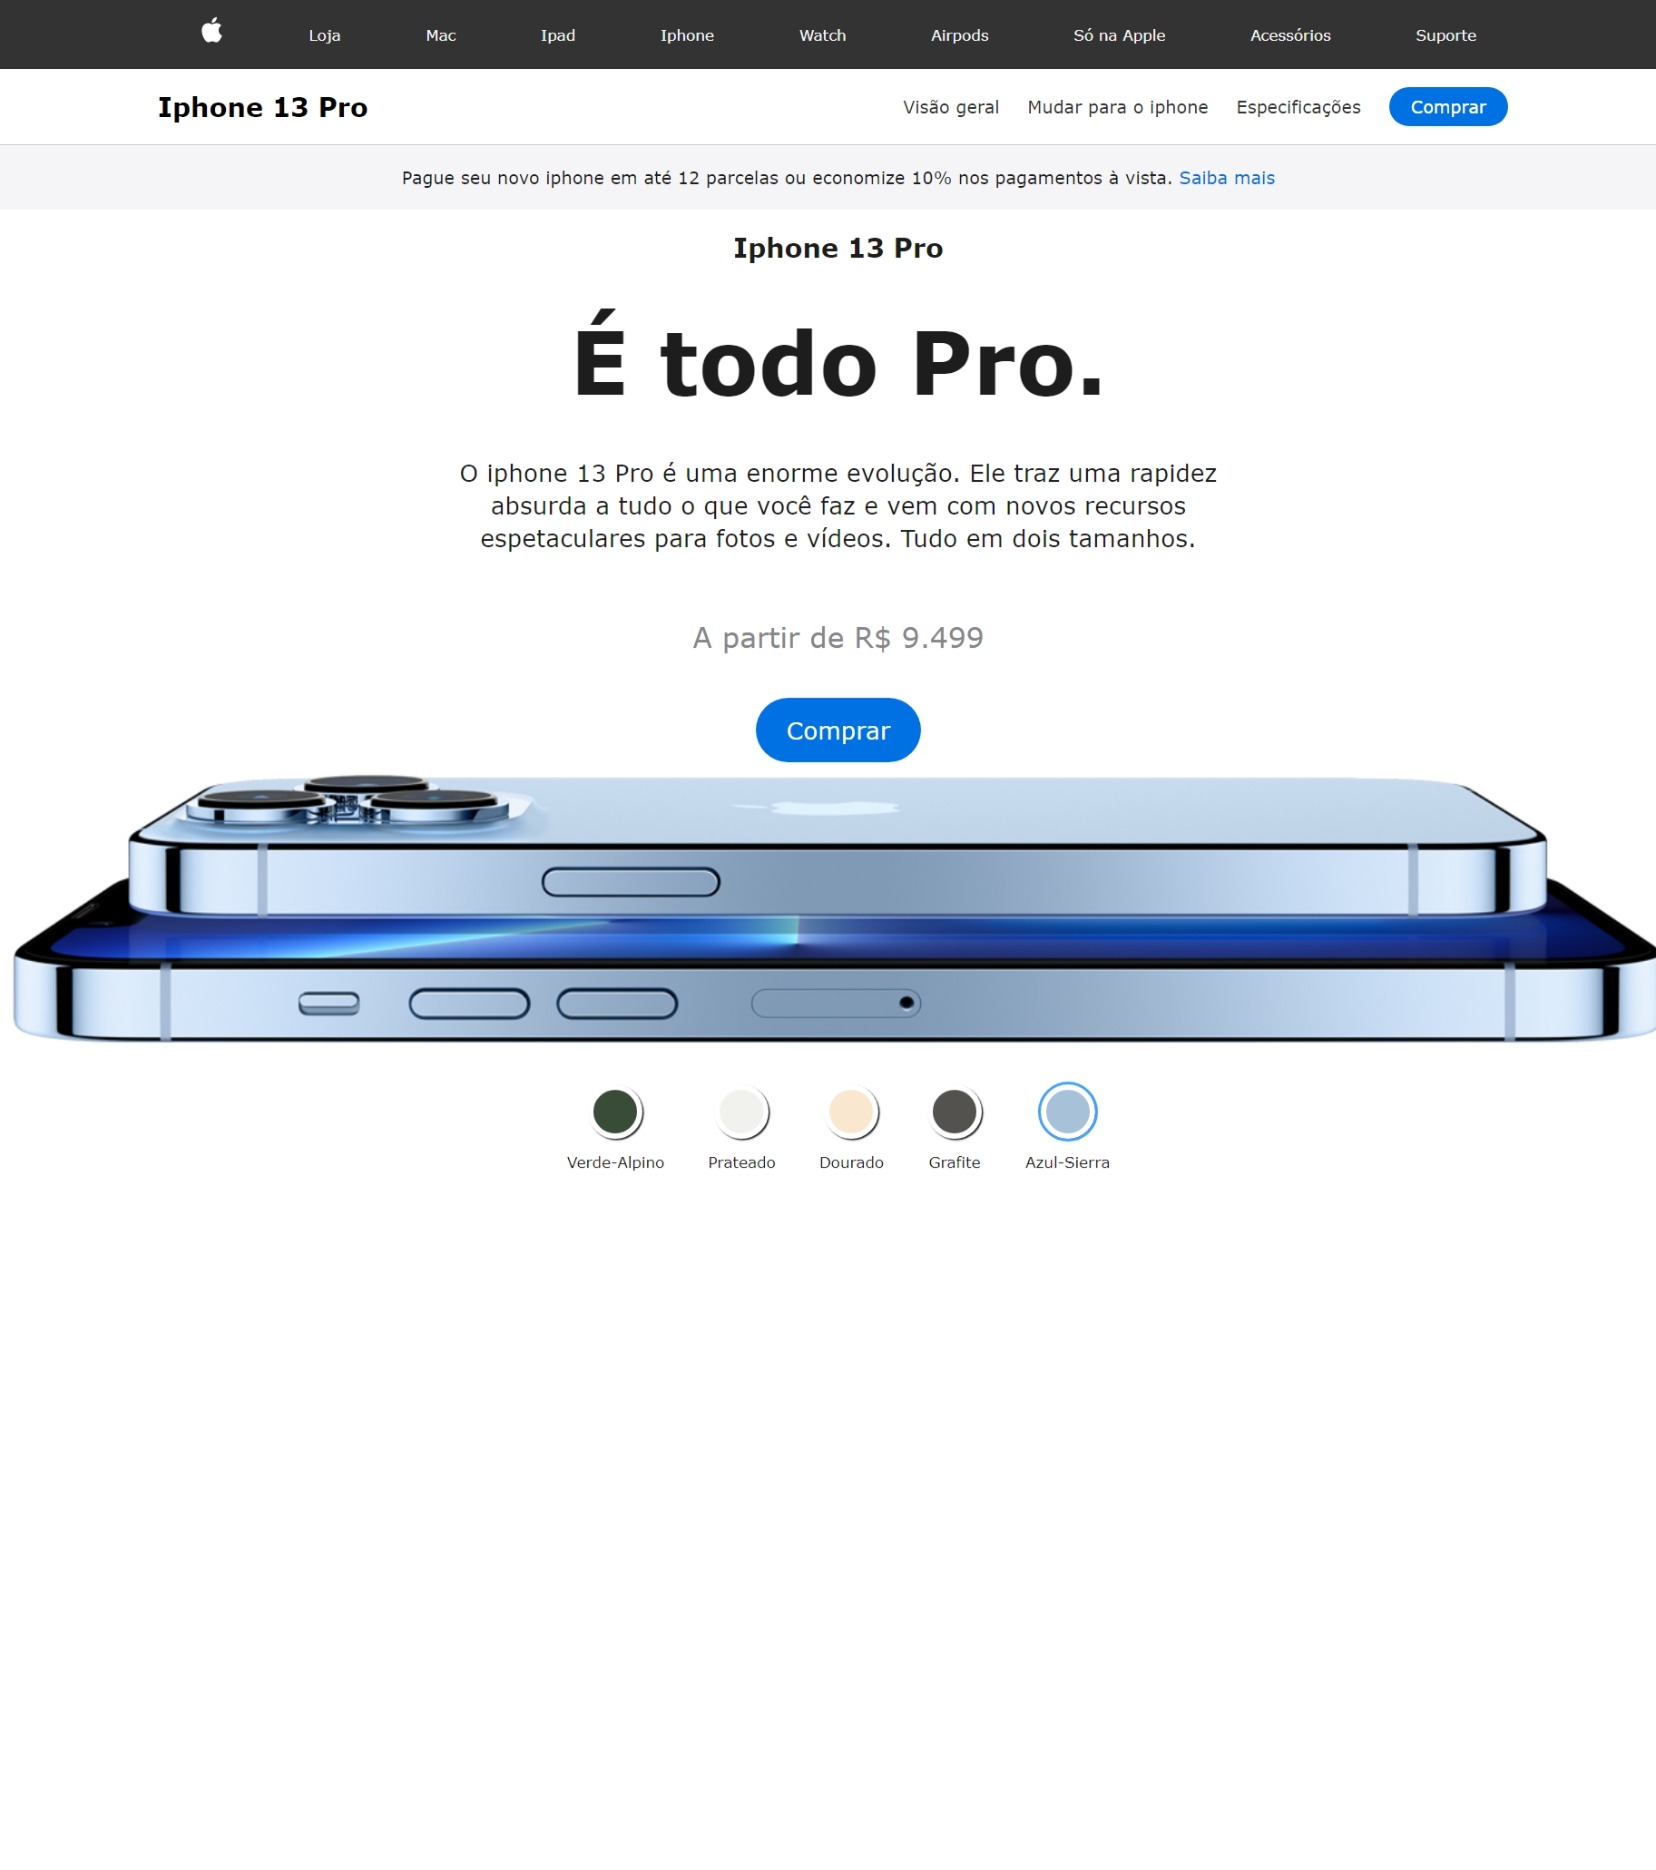 Loja Mac Ipad Iphone Watch Airpods Só na Apple Acessórios Suporte
Iphone 13 Pro Visão geral Mudar para o iphone Especificações Comprar
Pague seu novo iphone em até 12 parcelas ou economize 10% nos pagamentos à vista. Saiba mais
Iphone 13 Pro
É todo Pro.
O iphone 13 Pro é uma enorme evolução. Ele traz uma rapidez
absurda a tudo o que você faz e vem com novos recursos
espetaculares para fotos e vídeos. Tudo em dois tamanhos.
A partir de R$ 9.499
Comprar
Verde-Alpino Prateado Dourado Grafite Azul-Sierra